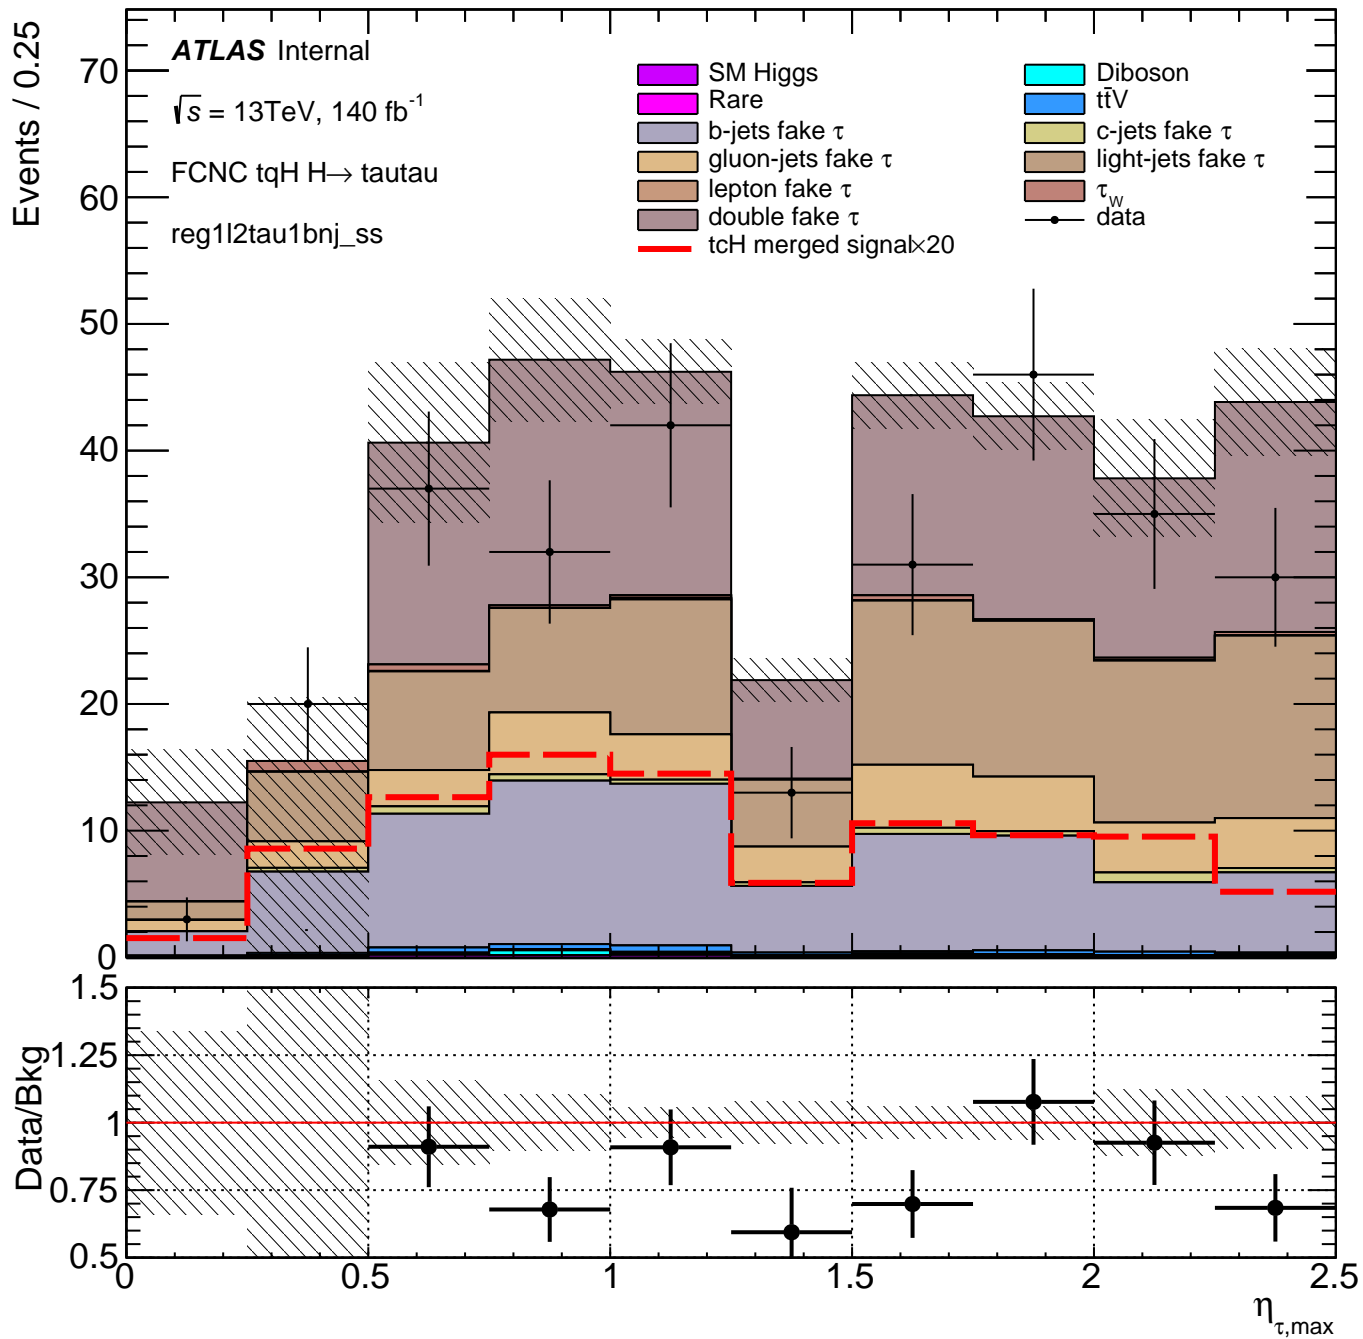 Events / 0.25
70
60
50
40
30
20
10
0
ATLAS Internal
√s = 13TeV, 140 fb⁻¹
FCNC tqH H→ tautau
reg1l2tau1bnj_ss
SM Higgs
Rare
b-jets fake τ
gluon-jets fake τ
lepton fake τ
double fake τ
tcH merged signal×20
Diboson
tt̄V
c-jets fake τ
light-jets fake τ
τ_W
data
Data/Bkg
1.5
1.25
1
0.75
0.5
0 0.5 1 1.5 2 2.5
η_τ,max